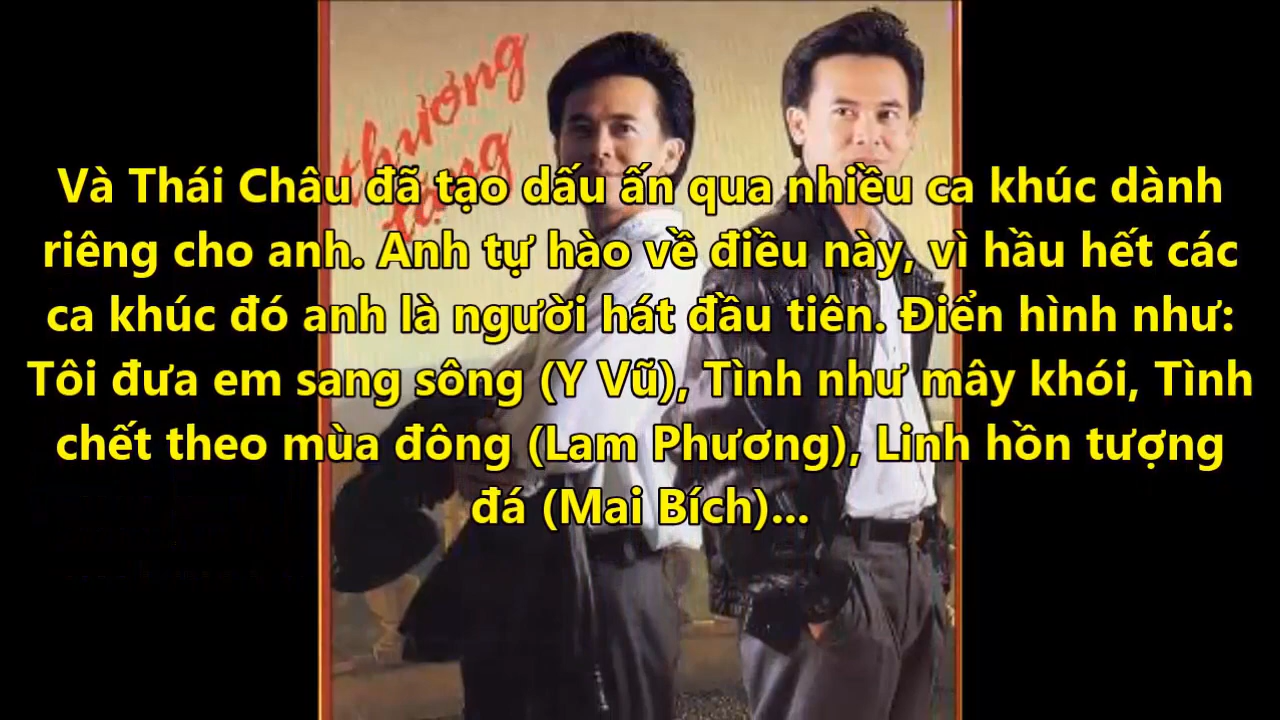 thương
tặng
Và Thái Châu đã tạo dấu ấn qua nhiều ca khúc dành
riêng cho anh. Anh tự hào về điều này, vì hầu hết các
ca khúc đó anh là người hát đầu tiên. Điển hình như:
Tôi đưa em sang sông (Y Vũ), Tình như mây khói, Tình
chết theo mùa đông (Lam Phương), Linh hồn tượng
đá (Mai Bích)...